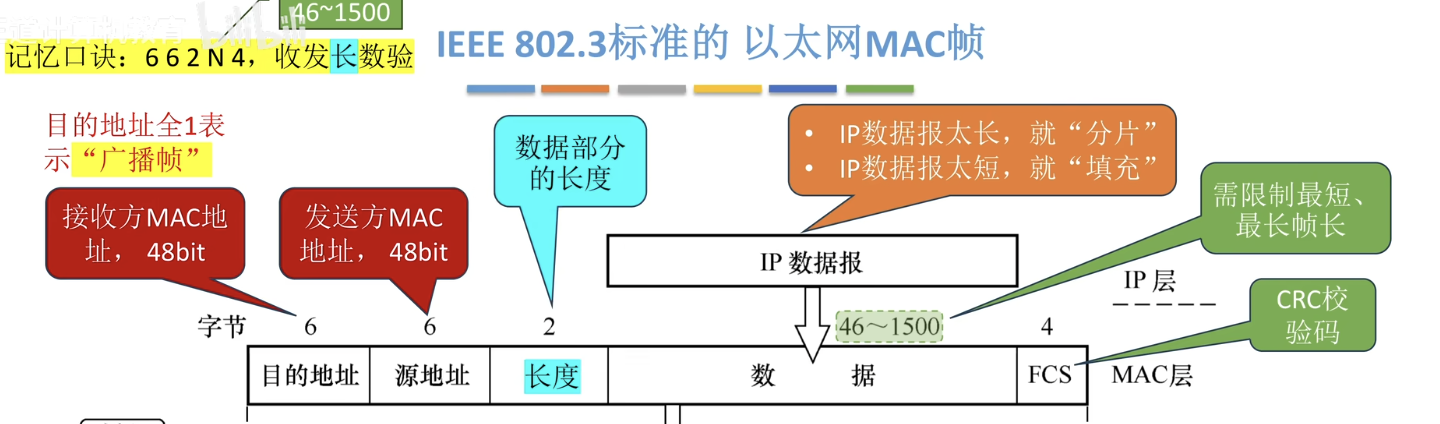 46~1500
bilibili
记忆口诀：6 6 2 N 4，收发长数验
IEEE 802.3标准的 以太网MAC帧
目的地址全1表
示“广播帧”
接收方MAC地
址， 48bit
发送方MAC
地址，48bit
数据部分
的长度
• IP数据报太长，就“分片”
• IP数据报太短，就“填充”
需限制最短、
最长帧长
IP 数据报
IP 层
CRC校
验码
字节 6 6 2 46～1500 4
目的地址 源地址 长度 数 据 FCS MAC层